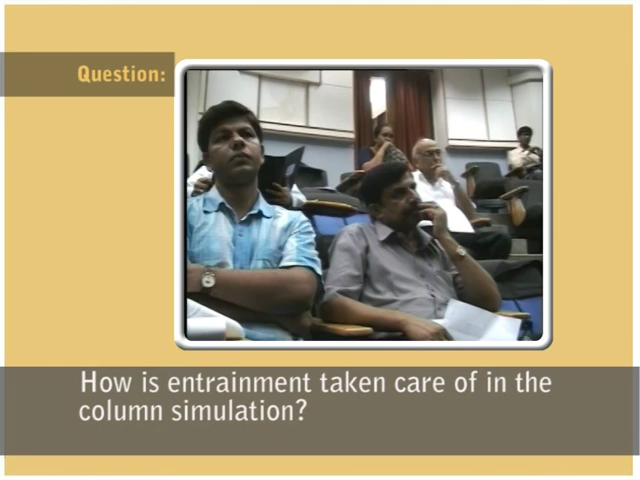 Question:
How is entrainment taken care of in the
column simulation?